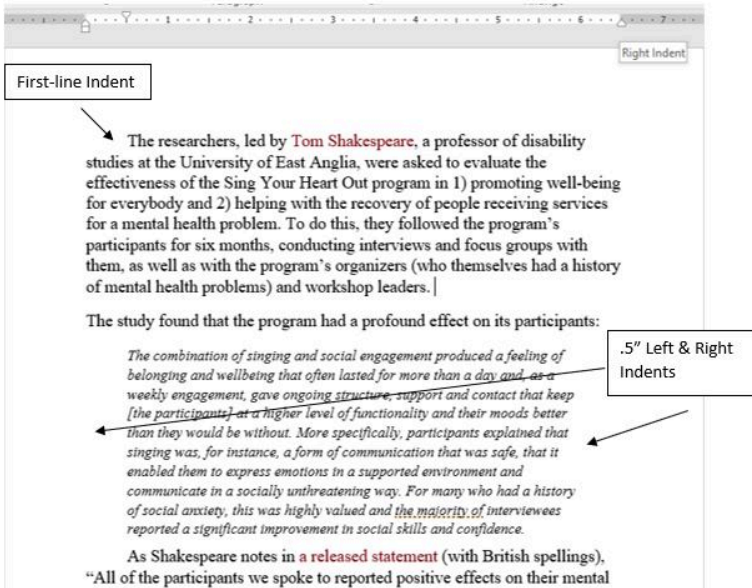 1 2 3 4 5 6 7
Right Indent
First-line Indent
The researchers, led by Tom Shakespeare, a professor of disability
studies at the University of East Anglia, were asked to evaluate the
effectiveness of the Sing Your Heart Out program in 1) promoting well-being
for everybody and 2) helping with the recovery of people receiving services
for a mental health problem. To do this, they followed the program’s
participants for six months, conducting interviews and focus groups with
them, as well as with the program’s organizers (who themselves had a history
of mental health problems) and workshop leaders.
The study found that the program had a profound effect on its participants:
.5” Left & Right
Indents
The combination of singing and social engagement produced a feeling of
belonging and wellbeing that often lasted for more than a day and, as a
weekly engagement, gave ongoing structure, support and contact that keep
[the participants] at a higher level of functionality and their moods better
than they would be without. More specifically, participants explained that
singing was, for instance, a form of communication that was safe, that it
enabled them to express emotions in a supported environment and
communicate in a socially unthreatening way. For many who had a history
of social anxiety, this was highly valued and the majority of interviewees
reported a significant improvement in social skills and confidence.
As Shakespeare notes in a released statement (with British spellings),
“All of the participants we spoke to reported positive effects on their mental